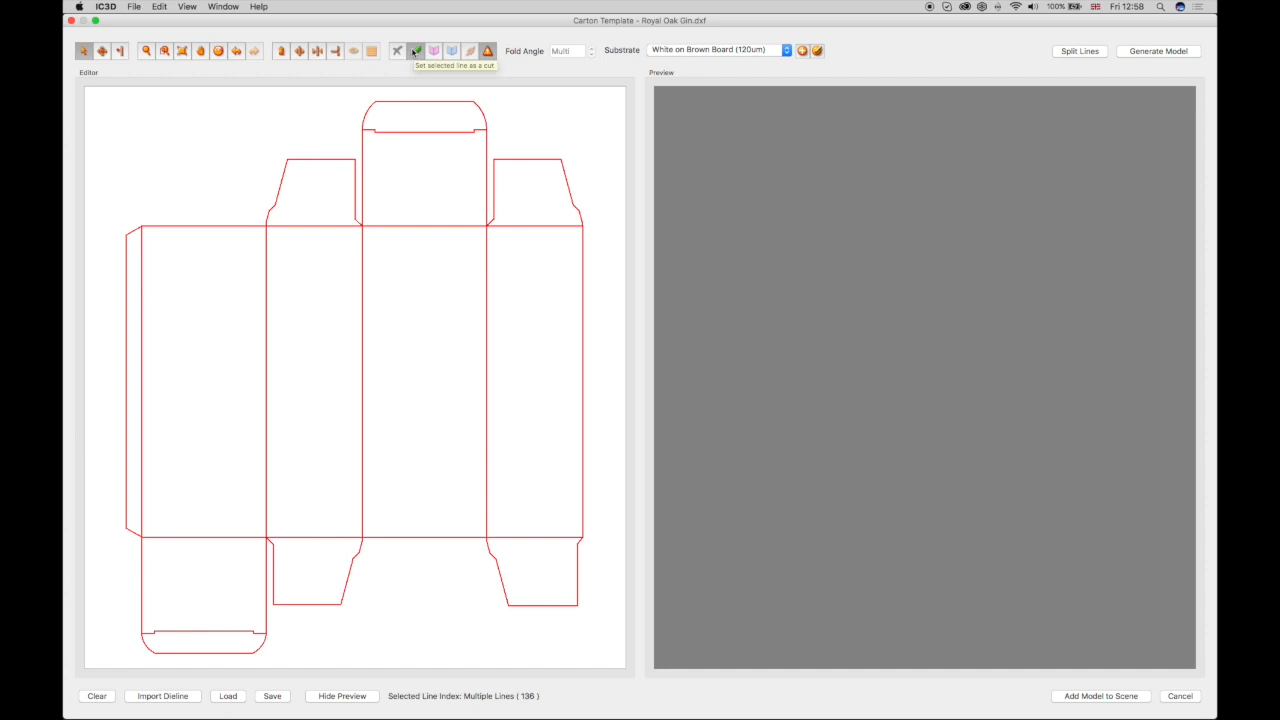 IC3D File Edit View Window Help
100% Fri 12:58
Carton Template - Royal Oak Gin.dxf
Fold Angle Multi Substrate White on Brown Board (120um) Split Lines Generate Model
Set selected line as a cut
Editor Preview
Clear Import Dieline Load Save Hide Preview Selected Line Index: Multiple Lines ( 136 ) Add Model to Scene Cancel